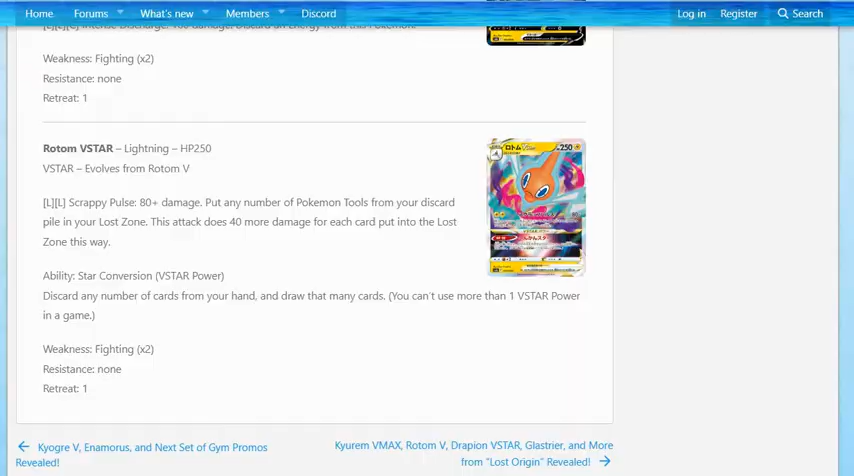 Home Forums What's new Members Discord Log in Register Search
Weakness: Fighting (x2)
Resistance: none
Retreat: 1
Rotom VSTAR – Lightning – HP250
VSTAR – Evolves from Rotom V
[L][L] Scrappy Pulse: 80+ damage. Put any number of Pokemon Tools from your discard
pile in your Lost Zone. This attack does 40 more damage for each card put into the Lost
Zone this way.
ロトム
250
Ability: Star Conversion (VSTAR Power)
Discard any number of cards from your hand, and draw that many cards. (You can't use more than 1 VSTAR Power
in a game.)
Weakness: Fighting (x2)
Resistance: none
Retreat: 1
← Kyogre V, Enamorus, and Next Set of Gym Promos
Revealed!
Kyurem VMAX, Rotom V, Drapion VSTAR, Glastrier, and More
from "Lost Origin" Revealed! →